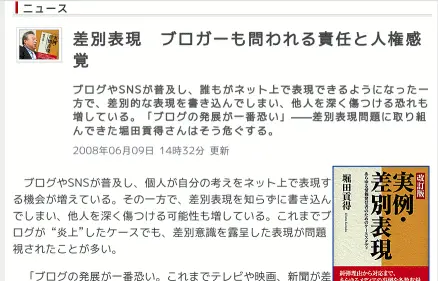 ニュース
差別表現　ブロガーも問われる責任と人権感
覚
ブログやSNSが普及し、誰もがネット上で表現できるようになった一
方で、差別的な表現を書き込んでしまい、他人を深く傷つける恐れも
増している。「ブログの発展が一番恐い」――差別表現問題に取り組
んできた堀田貢得さんはそう危ぐする。
2008年06月09日 14時32分 更新
ブログやSNSが普及し、個人が自分の考えをネット上で表現す
る機会が増えている。その一方で、差別表現を知らずに書き込ん
でしまい、他人を深く傷つける可能性も増している。これまでブ
ログが“炎上”したケースでも、差別意識を露呈した表現が問題
視されたことが多い。
「ブログの発展が一番恐い。これまでテレビや映画、新聞が差
改訂版
実例・
差別表現
堀田貢得